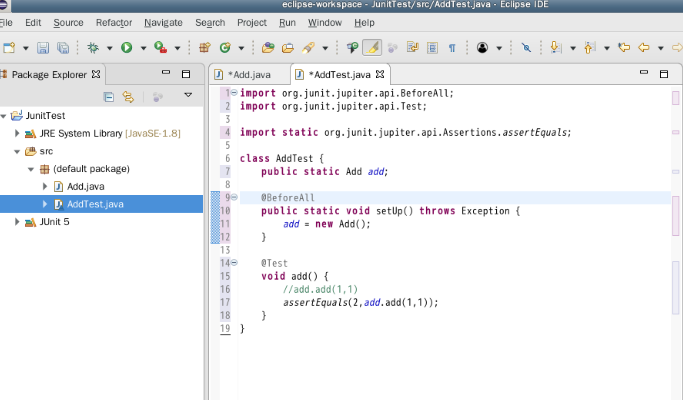 eclipse-workspace - JunitTest/src/AddTest.java - Eclipse IDE
File Edit Source Refactor Navigate Search Project Run Window Help
Package Explorer
JunitTest
JRE System Library [JavaSE-1.8]
src
(default package)
Add.java
AddTest.java
JUnit 5
*Add.java *AddTest.java
1 import org.junit.jupiter.api.BeforeAll;
2 import org.junit.jupiter.api.Test;
3
4 import static org.junit.jupiter.api.Assertions.assertEquals;
5
6 class AddTest {
7 public static Add add;
8
9 @BeforeAll
10 public static void setUp() throws Exception {
11 add = new Add();
12 }
13
14 @Test
15 void add() {
16 //add.add(1,1)
17 assertEquals(2,add.add(1,1));
18 }
19 }